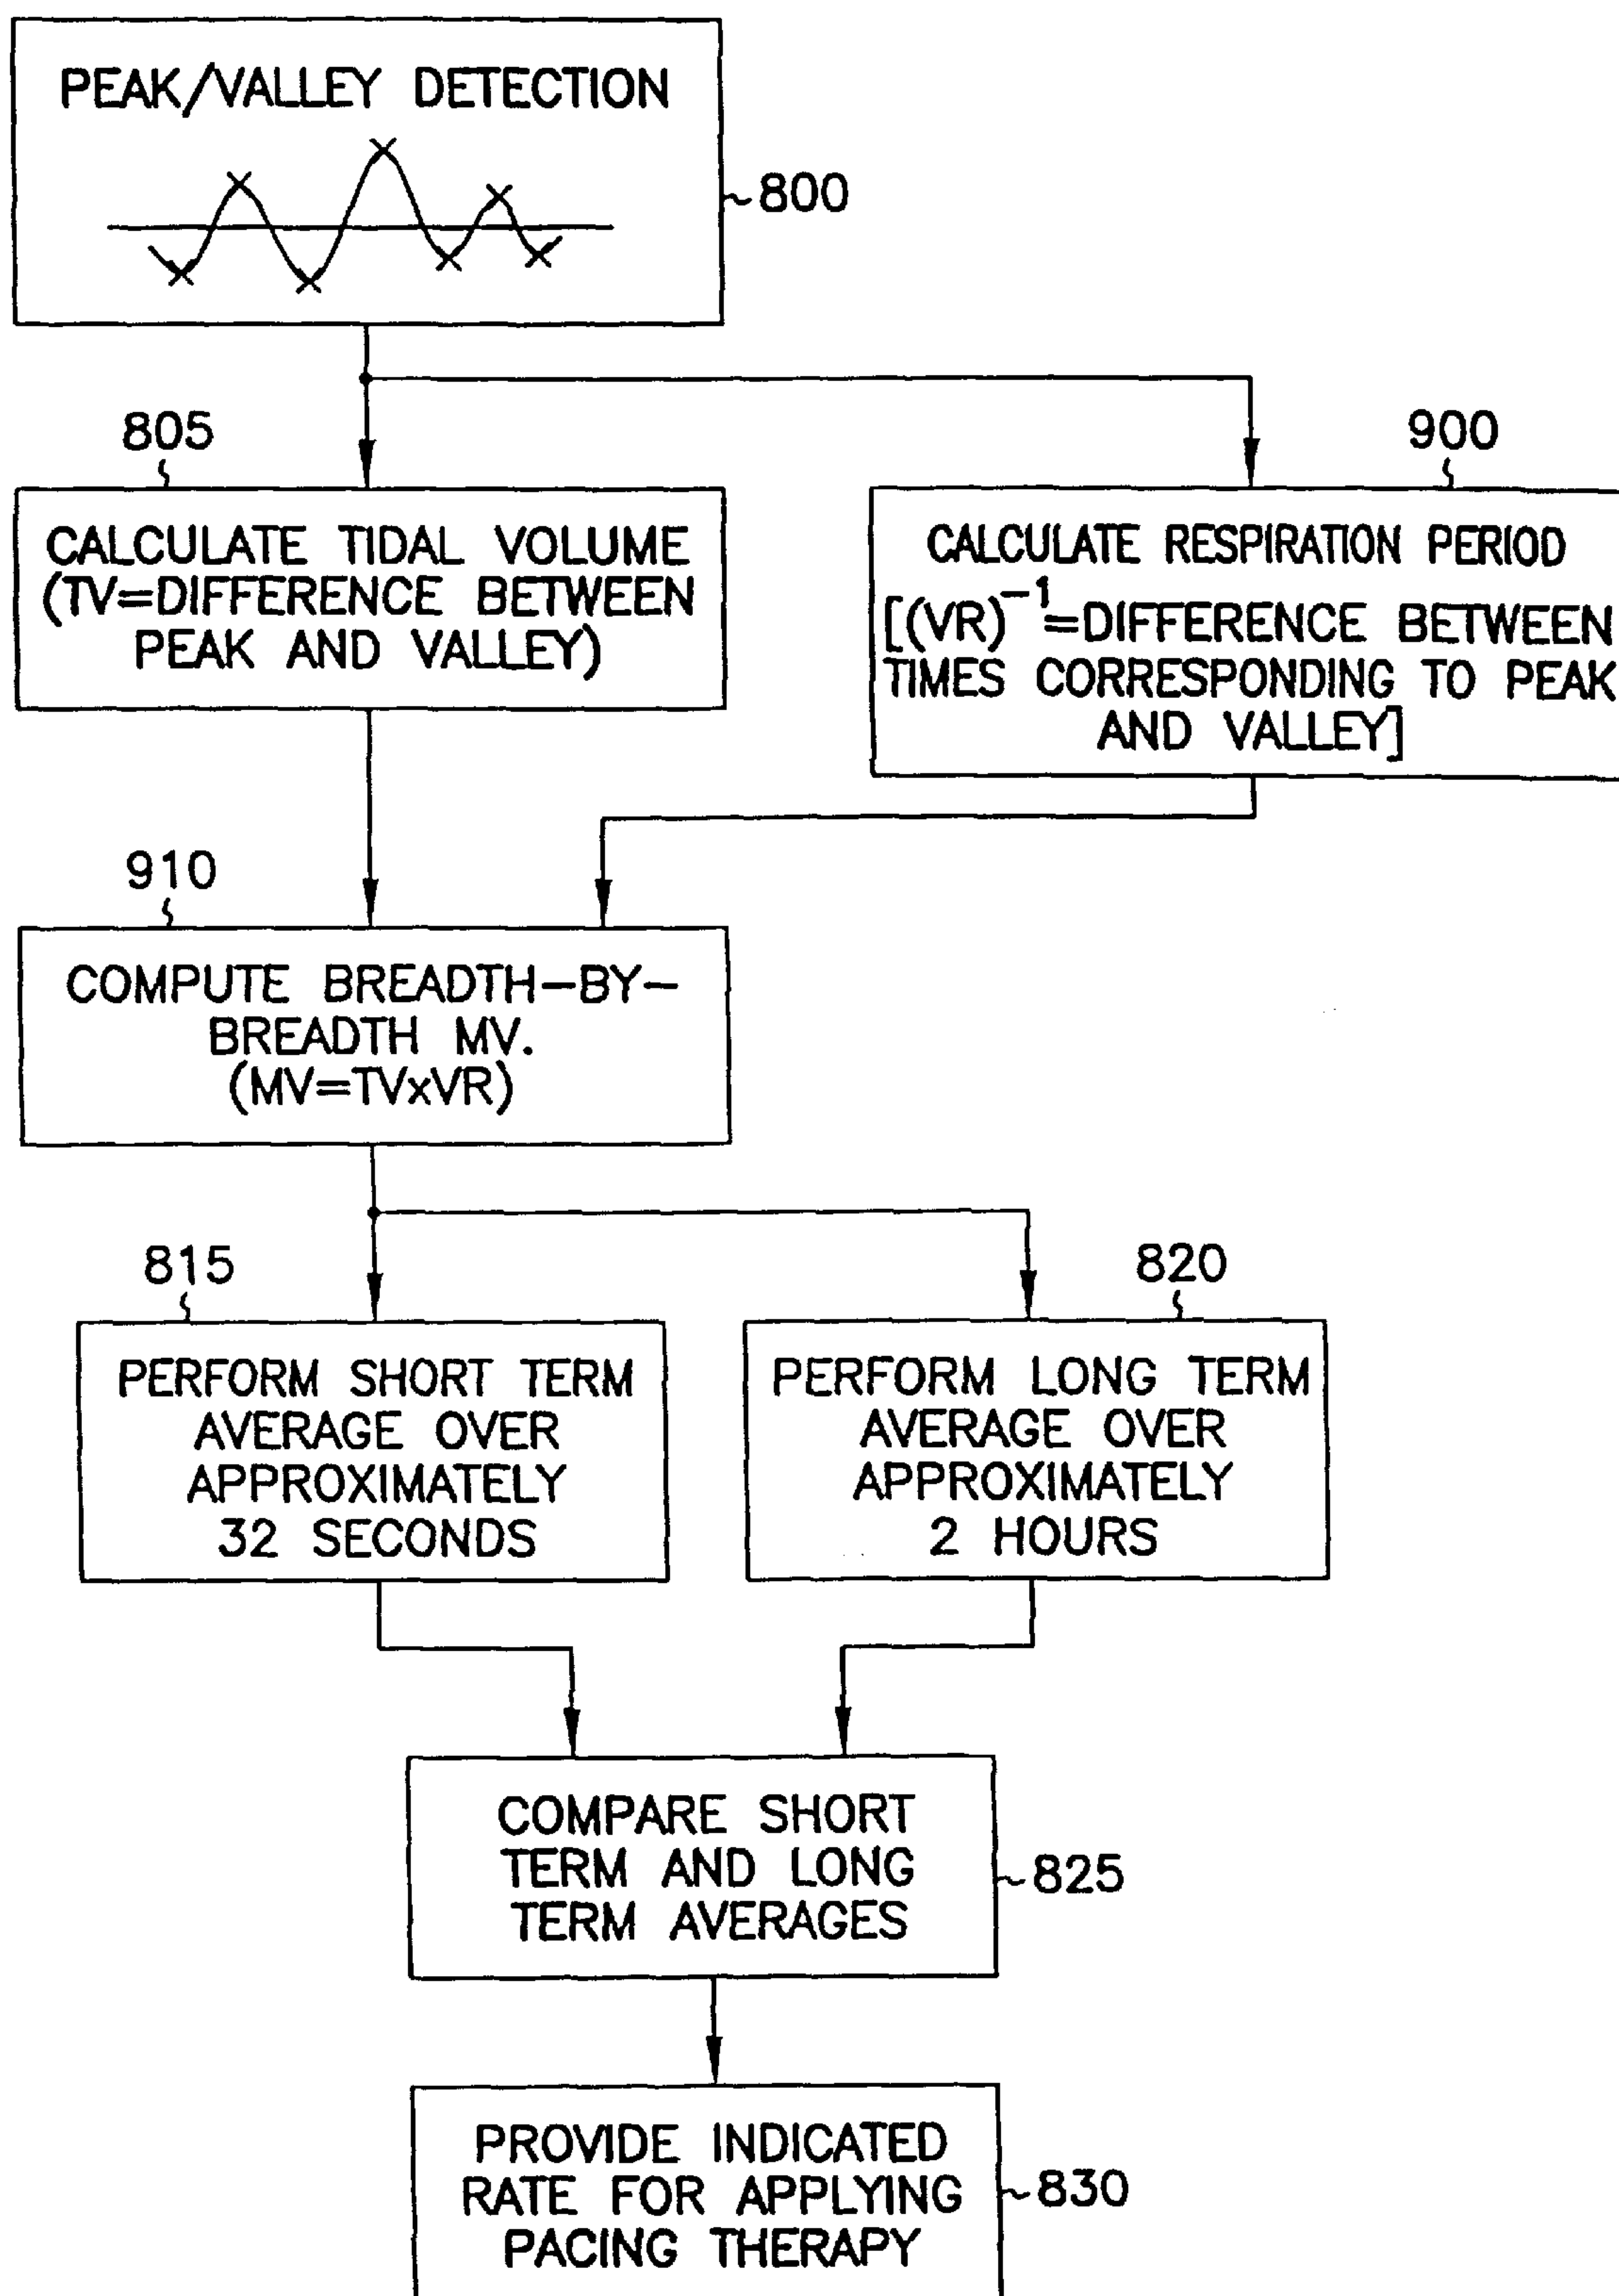 PEAK/VALLEY DETECTION
800
805
CALCULATE TIDAL VOLUME
(TV=DIFFERENCE BETWEEN
PEAK AND VALLEY)
900
CALCULATE RESPIRATION PERIOD
[(VR)⁻¹=DIFFERENCE BETWEEN
TIMES CORRESPONDING TO PEAK
AND VALLEY]
910
COMPUTE BREADTH-BY-
BREADTH MV.
(MV=TVxVR)
815
PERFORM SHORT TERM
AVERAGE OVER
APPROXIMATELY
32 SECONDS
820
PERFORM LONG TERM
AVERAGE OVER
APPROXIMATELY
2 HOURS
COMPARE SHORT
TERM AND LONG
TERM AVERAGES
825
PROVIDE INDICATED
RATE FOR APPLYING
PACING THERAPY
830